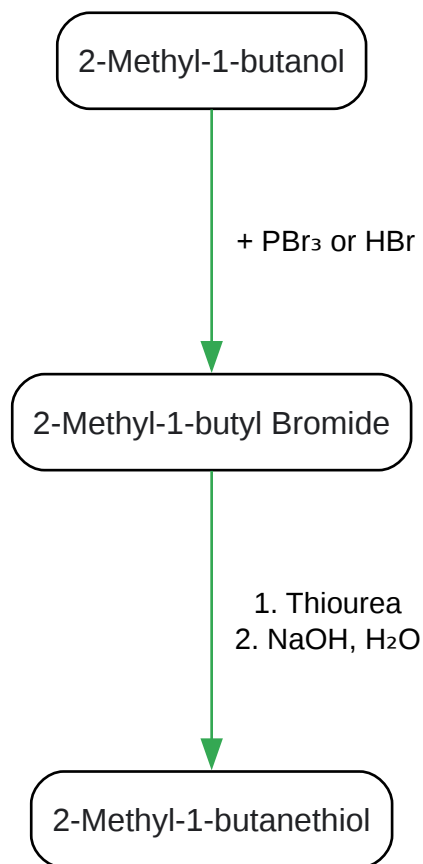 2-Methyl-1-butanol
+ PBr₃ or HBr
2-Methyl-1-butyl Bromide
1. Thiourea
2. NaOH, H₂O
2-Methyl-1-butanethiol